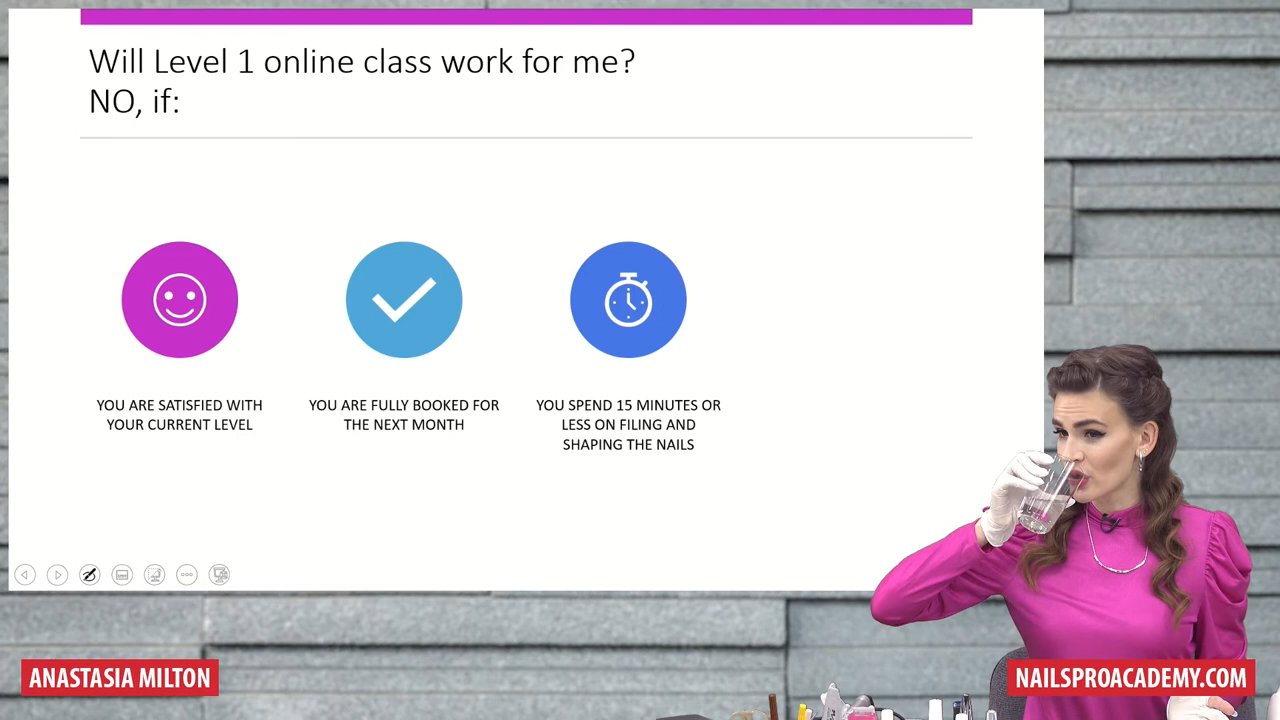 Will Level 1 online class work for me?
NO, if:
YOU ARE SATISFIED WITH
YOUR CURRENT LEVEL
YOU ARE FULLY BOOKED FOR
THE NEXT MONTH
YOU SPEND 15 MINUTES OR
LESS ON FILING AND
SHAPING THE NAILS
ANASTASIA MILTON
NAILSPROACADEMY.COM